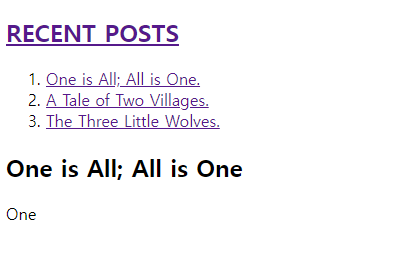 RECENT POSTS
1. One is All; All is One.
2. A Tale of Two Villages.
3. The Three Little Wolves.
One is All; All is One
One